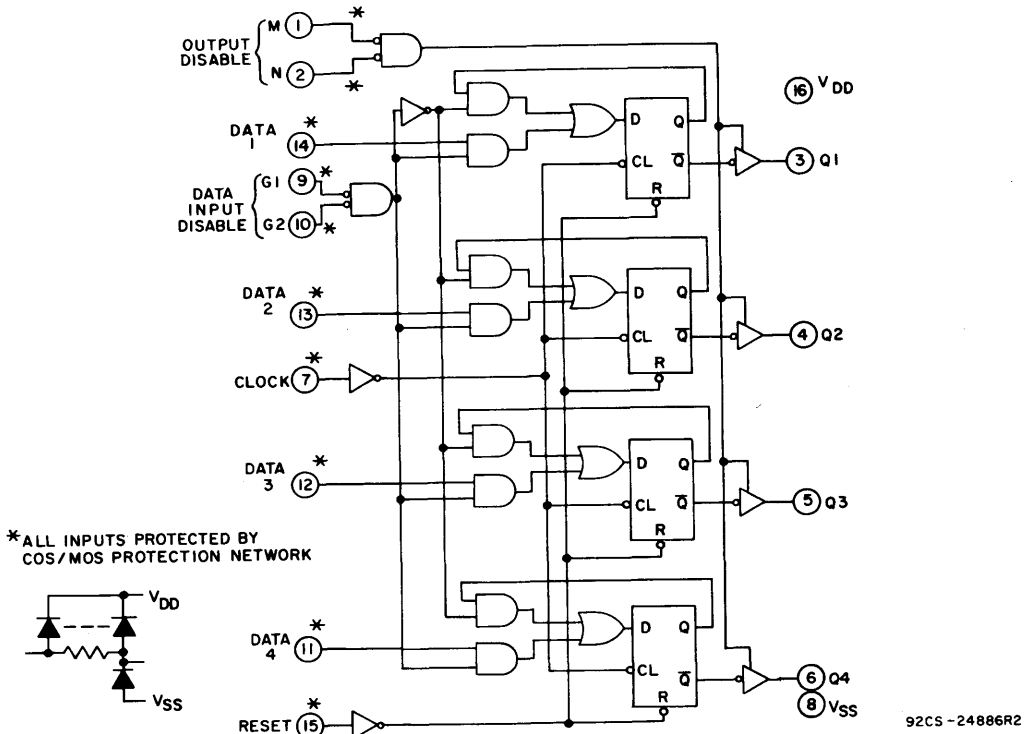 OUTPUT DISABLE
M 1 *
N 2 *
16 VDD
DATA 1 14 *
D Q
CL Q̅
R
3 Q1
DATA INPUT DISABLE
G1 9 *
G2 10 *
DATA 2 13 *
D Q
CL Q̅
R
4 Q2
CLOCK 7 *
DATA 3 12 *
D Q
CL Q̅
R
5 Q3
* ALL INPUTS PROTECTED BY
COS/MOS PROTECTION NETWORK
VDD
VSS
DATA 4 11 *
D Q
CL Q̅
R
6 Q4
8 VSS
RESET 15 *
92CS-24886R2